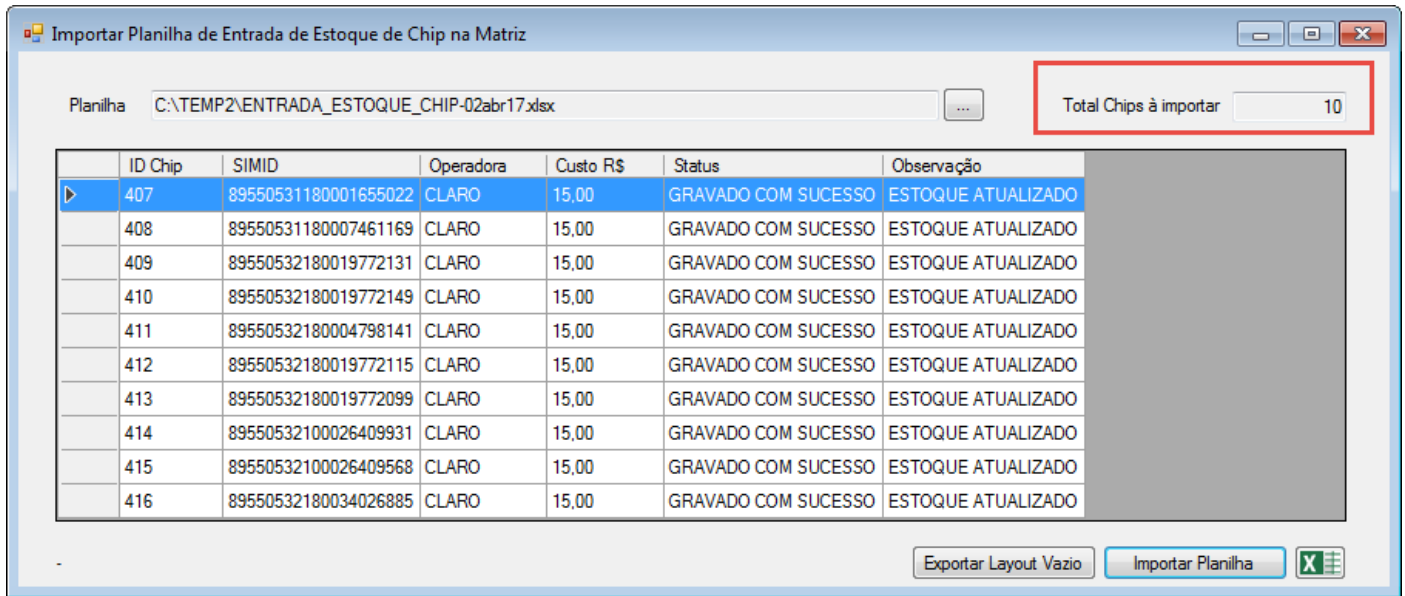 Importar Planilha de Entrada de Estoque de Chip na Matriz
Planilha C:\TEMP2\ENTRADA_ESTOQUE_CHIP-02abr17.xlsx ... Total Chips à importar 10
ID Chip SIMID Operadora Custo R$ Status Observação
407 89550531180001655022 CLARO 15,00 GRAVADO COM SUCESSO ESTOQUE ATUALIZADO
408 89550531180007461169 CLARO 15,00 GRAVADO COM SUCESSO ESTOQUE ATUALIZADO
409 89550532180019772131 CLARO 15,00 GRAVADO COM SUCESSO ESTOQUE ATUALIZADO
410 89550532180019772149 CLARO 15,00 GRAVADO COM SUCESSO ESTOQUE ATUALIZADO
411 89550532180004798141 CLARO 15,00 GRAVADO COM SUCESSO ESTOQUE ATUALIZADO
412 89550532180019772115 CLARO 15,00 GRAVADO COM SUCESSO ESTOQUE ATUALIZADO
413 89550532180019772099 CLARO 15,00 GRAVADO COM SUCESSO ESTOQUE ATUALIZADO
414 89550532100026409931 CLARO 15,00 GRAVADO COM SUCESSO ESTOQUE ATUALIZADO
415 89550532100026409568 CLARO 15,00 GRAVADO COM SUCESSO ESTOQUE ATUALIZADO
416 89550532180034026885 CLARO 15,00 GRAVADO COM SUCESSO ESTOQUE ATUALIZADO
- Exportar Layout Vazio Importar Planilha X